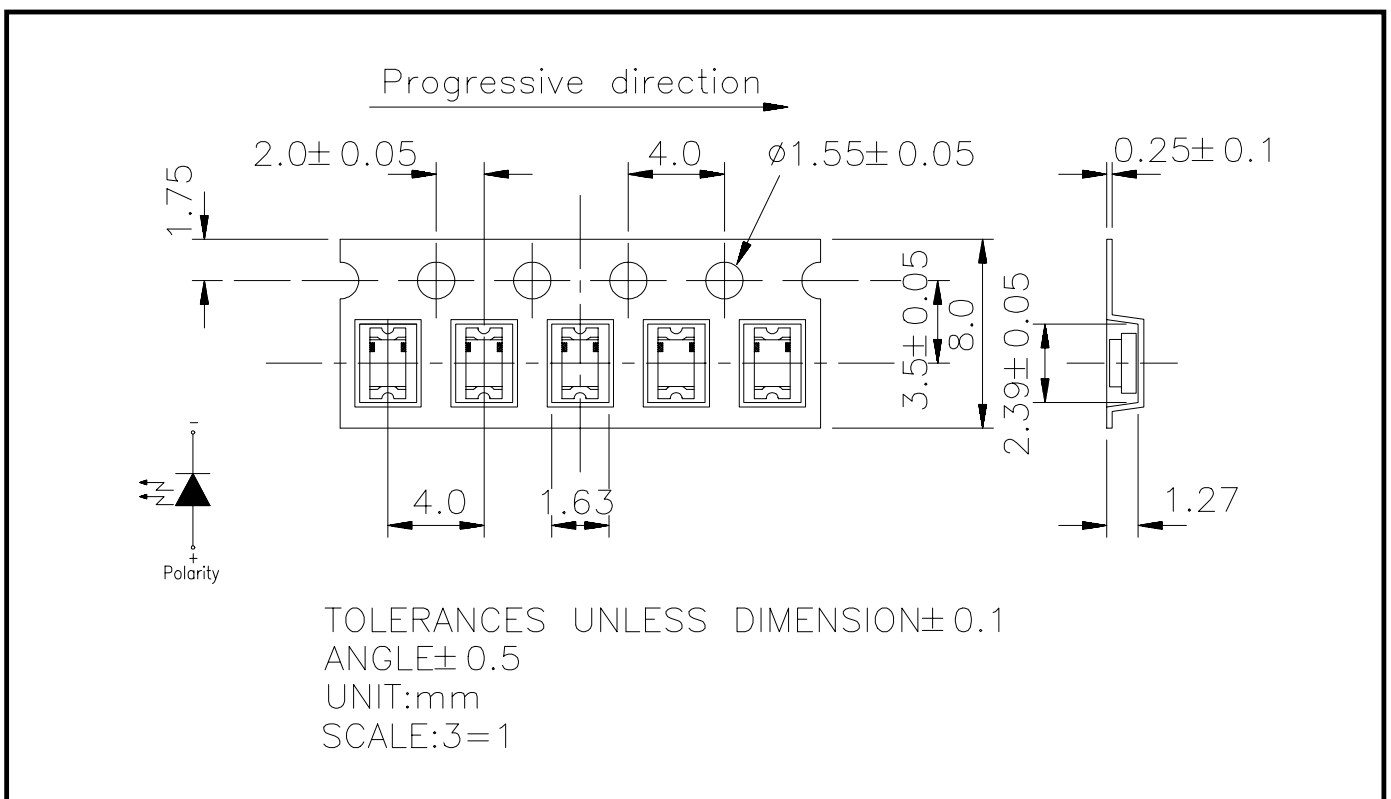 Progressive direction
2.0±0.05
4.0
ø1.55±0.05
0.25±0.1
1.75
3.5±0.05
8.0
2.39±0.05
-
+
Polarity
4.0
1.63
1.27
TOLERANCES UNLESS DIMENSION±0.1
ANGLE±0.5
UNIT:mm
SCALE:3=1